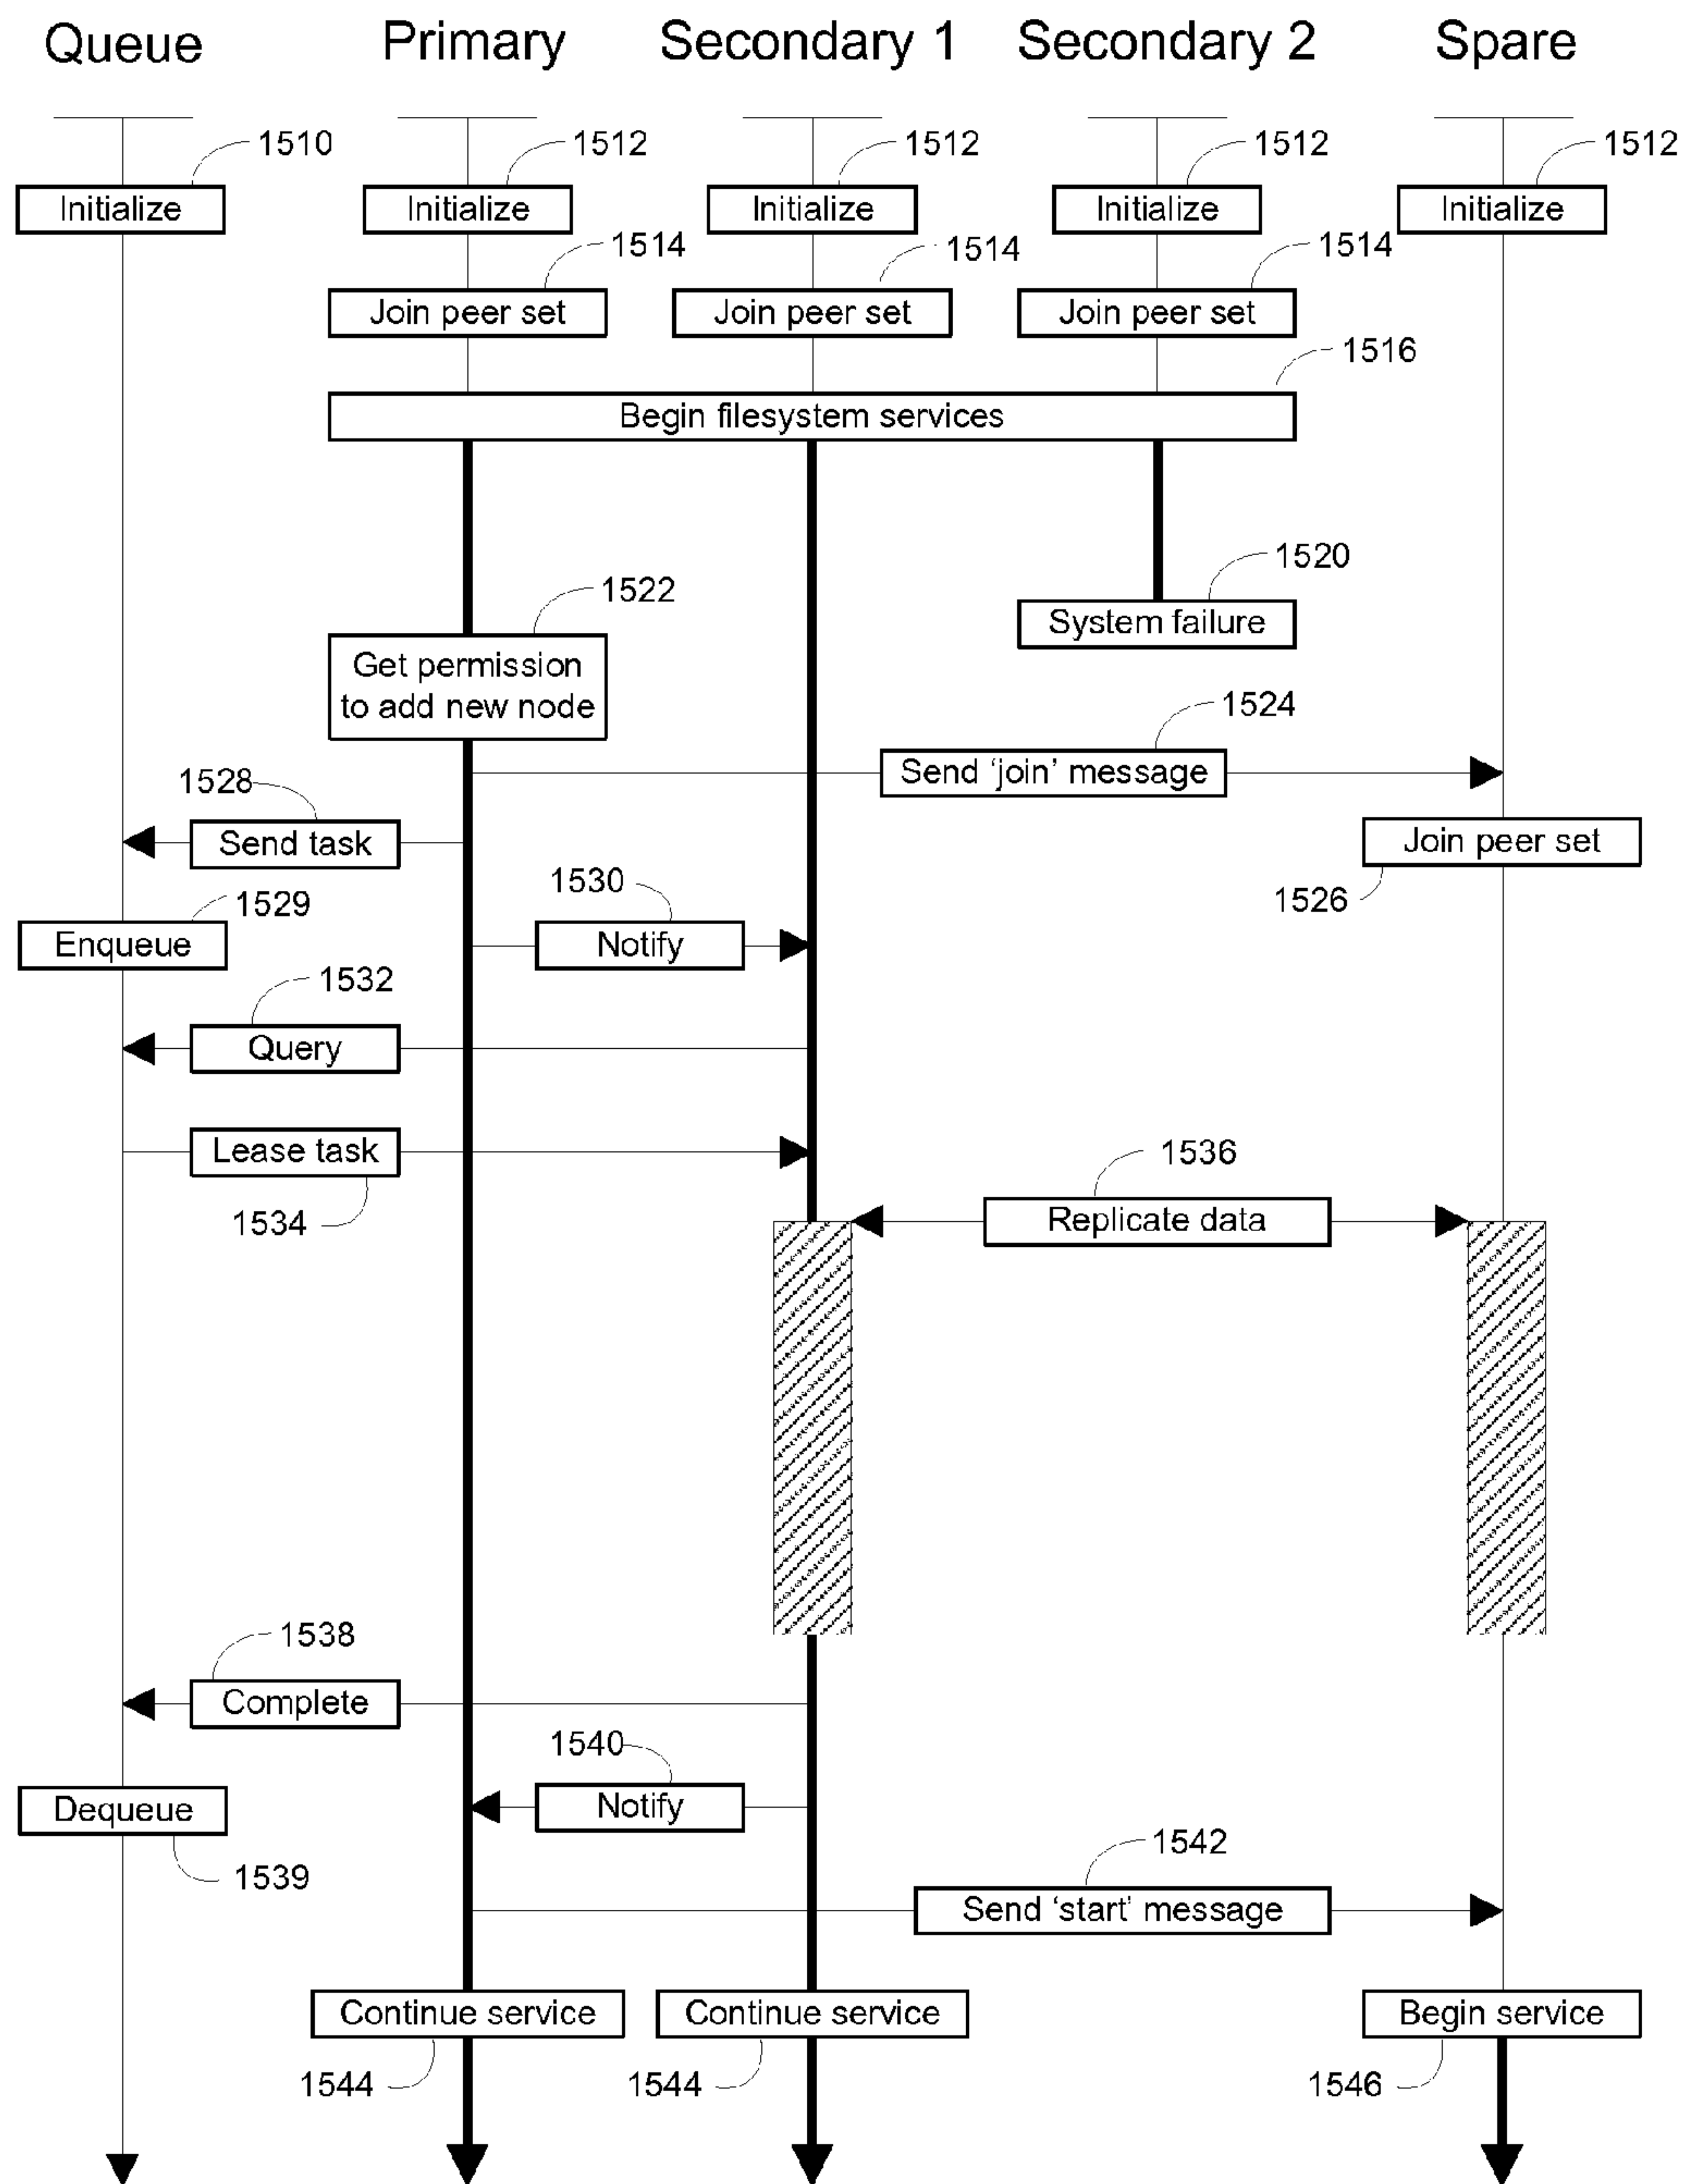 Queue
Primary
Secondary 1
Secondary 2
Spare
1510
1512
1512
1512
1512
Initialize
Initialize
Initialize
Initialize
Initialize
1514
1514
1514
Join peer set
Join peer set
Join peer set
1516
Begin filesystem services
1520
System failure
1522
Get permission
to add new node
1524
Send ‘join’ message
1528
Send task
Join peer set
1526
1529
Enqueue
1530
Notify
1532
Query
Lease task
1534
1536
Replicate data
1538
Complete
1540
Notify
Dequeue
1539
1542
Send ‘start’ message
Continue service
Continue service
Begin service
1544
1544
1546